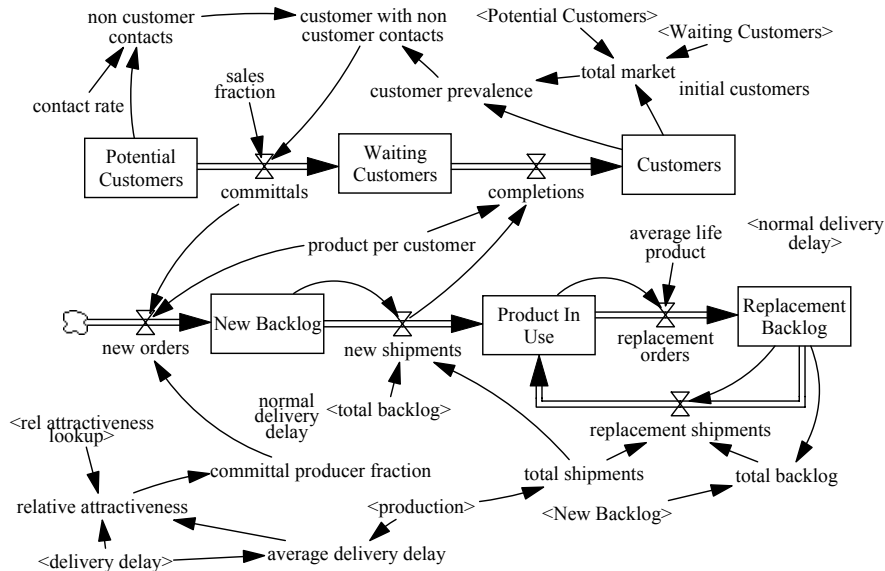 non customer
contacts
customer with non
customer contacts
<Potential Customers>
<Waiting Customers>
sales
fraction
total market
contact rate
customer prevalence
initial customers
Potential
Customers
Waiting
Customers
Customers
committals
completions
product per customer
average life
product
<normal delivery
delay>
New Backlog
Product In
Use
Replacement
Backlog
new orders
new shipments
replacement
orders
normal
delivery
delay
<total backlog>
<rel attractiveness
lookup>
replacement shipments
committal producer fraction
total shipments
total backlog
relative attractiveness
<production>
<New Backlog>
<delivery delay>
average delivery delay